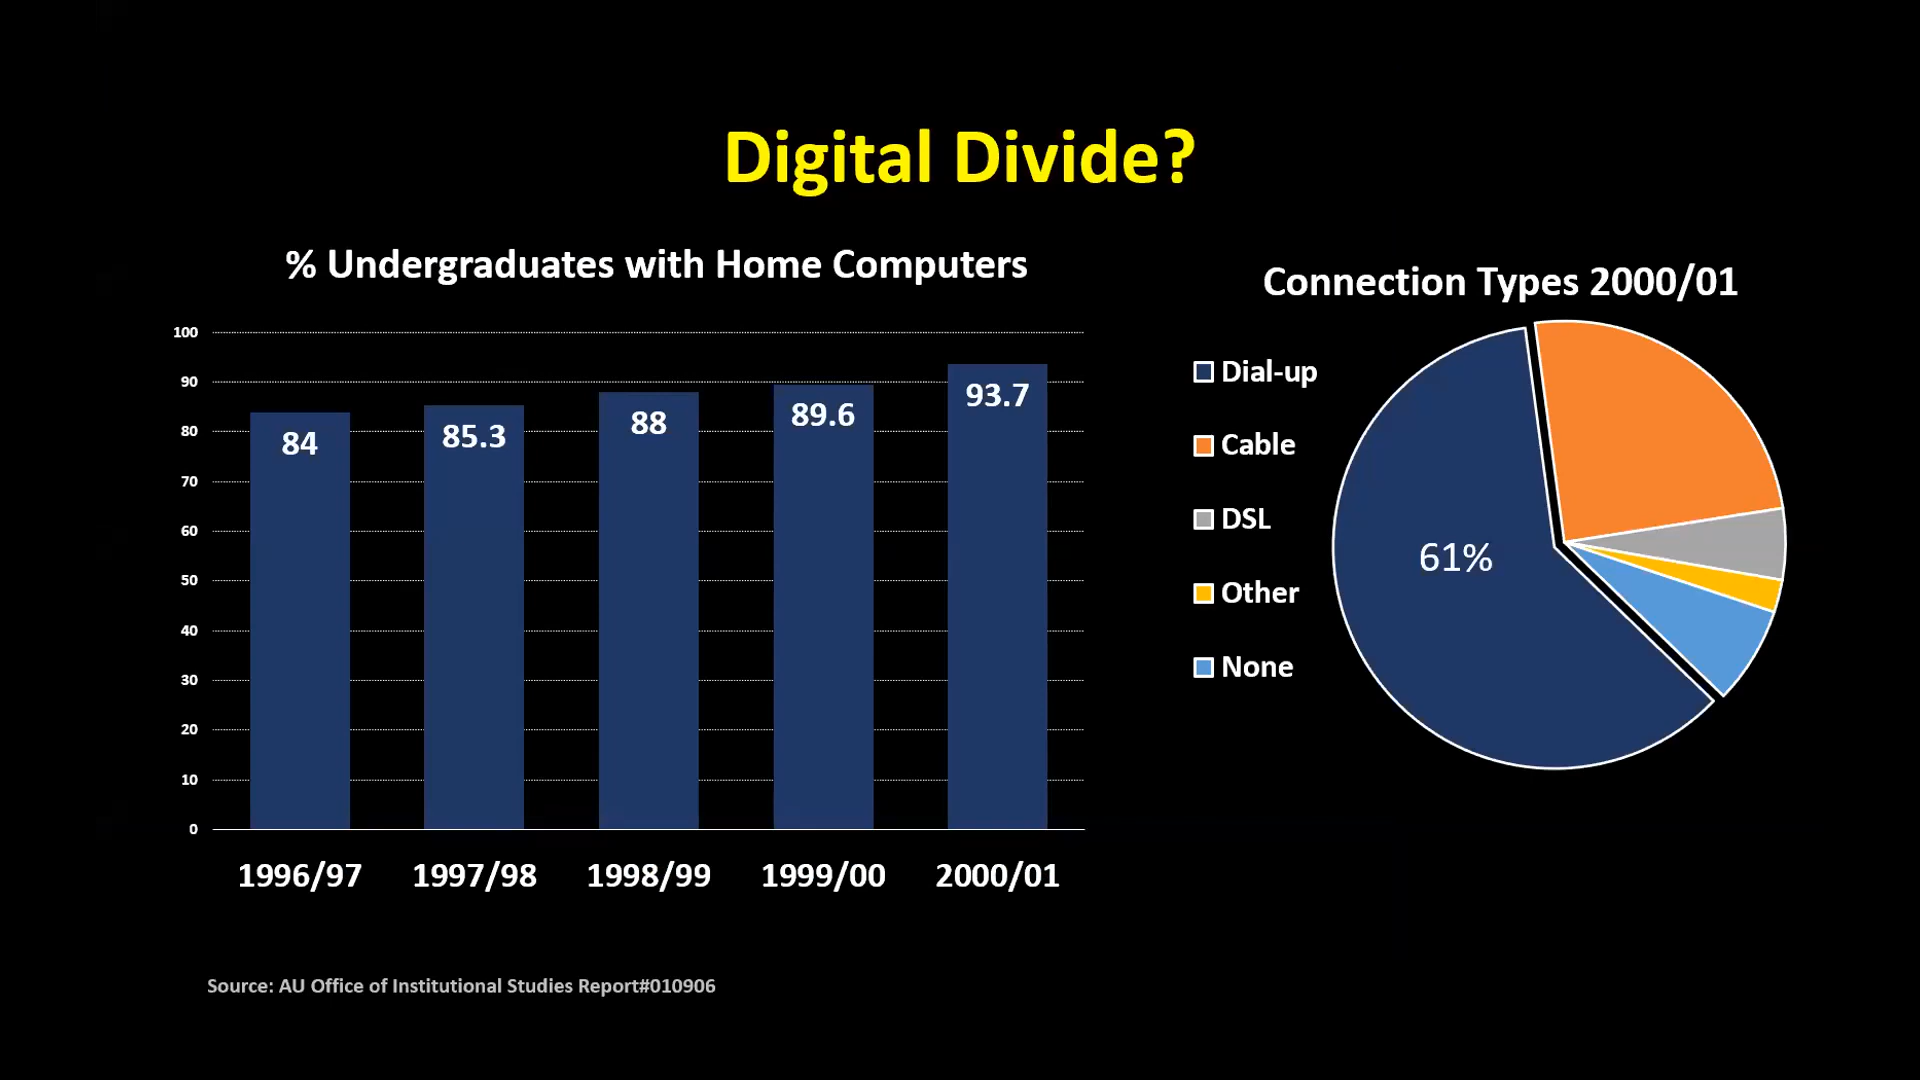 Digital Divide?
% Undergraduates with Home Computers
100
90
80
70
60
50
40
30
20
10
0
84
85.3
88
89.6
93.7
1996/97
1997/98
1998/99
1999/00
2000/01
Connection Types 2000/01
Dial-up
Cable
DSL
Other
None
61%
Source: AU Office of Institutional Studies Report#010906